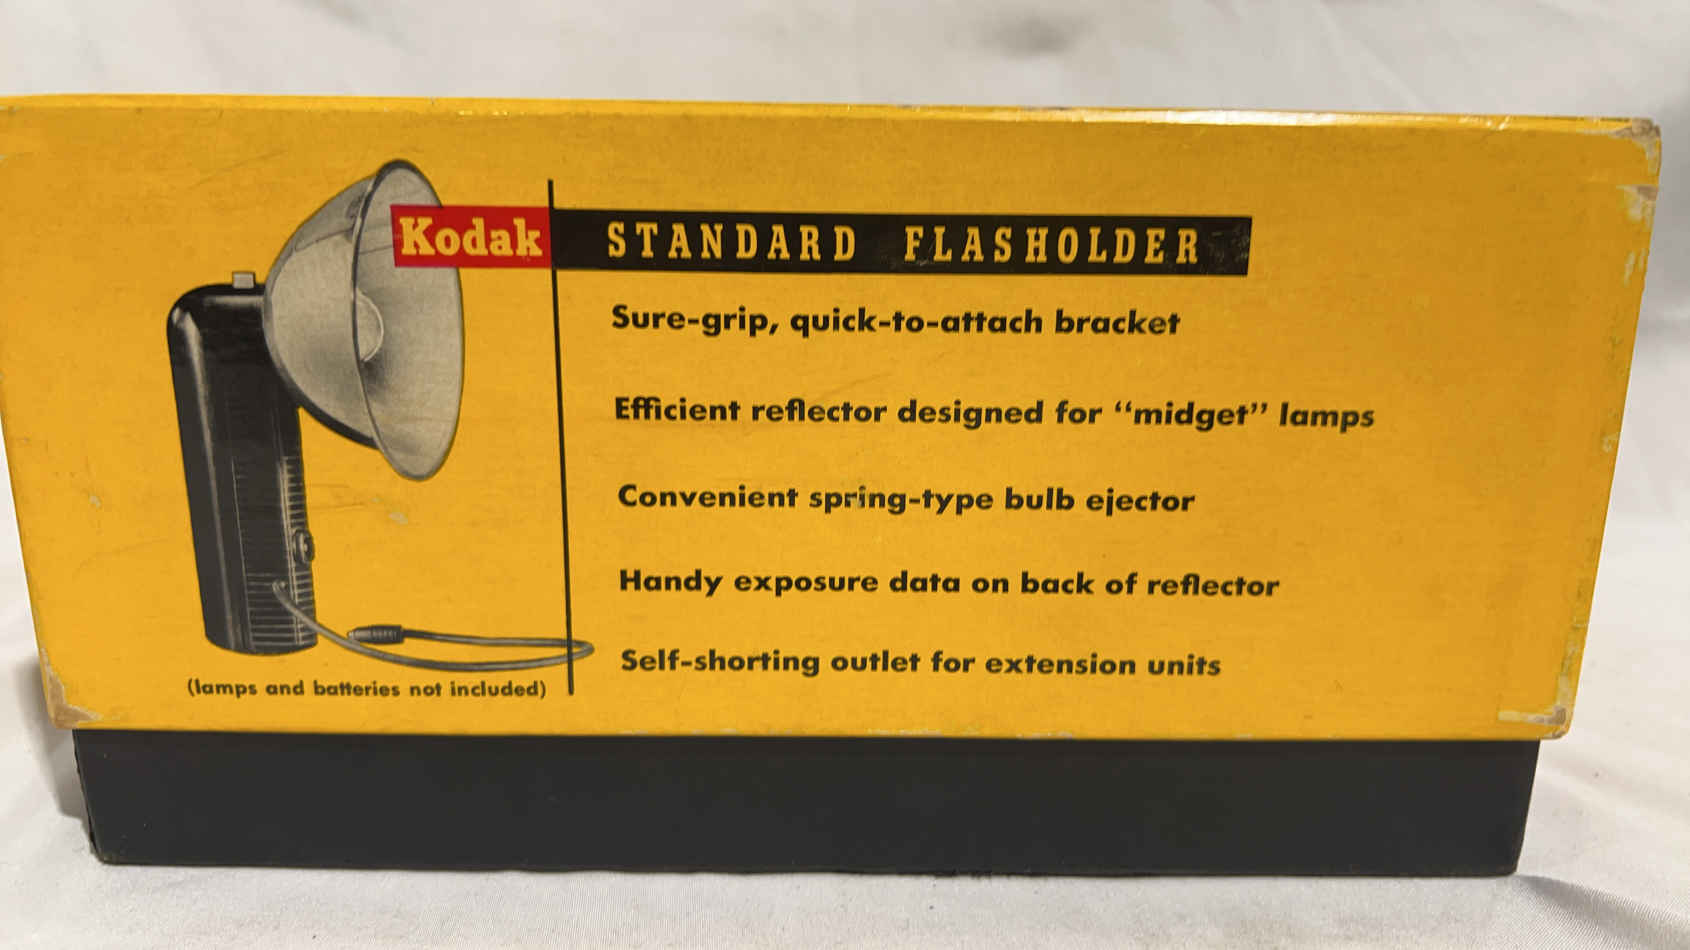 Kodak STANDARD FLASHOLDER
Sure-grip, quick-to-attach bracket
Efficient reflector designed for “midget” lamps
Convenient spring-type bulb ejector
Handy exposure data on back of reflector
Self-shorting outlet for extension units
(lamps and batteries not included)